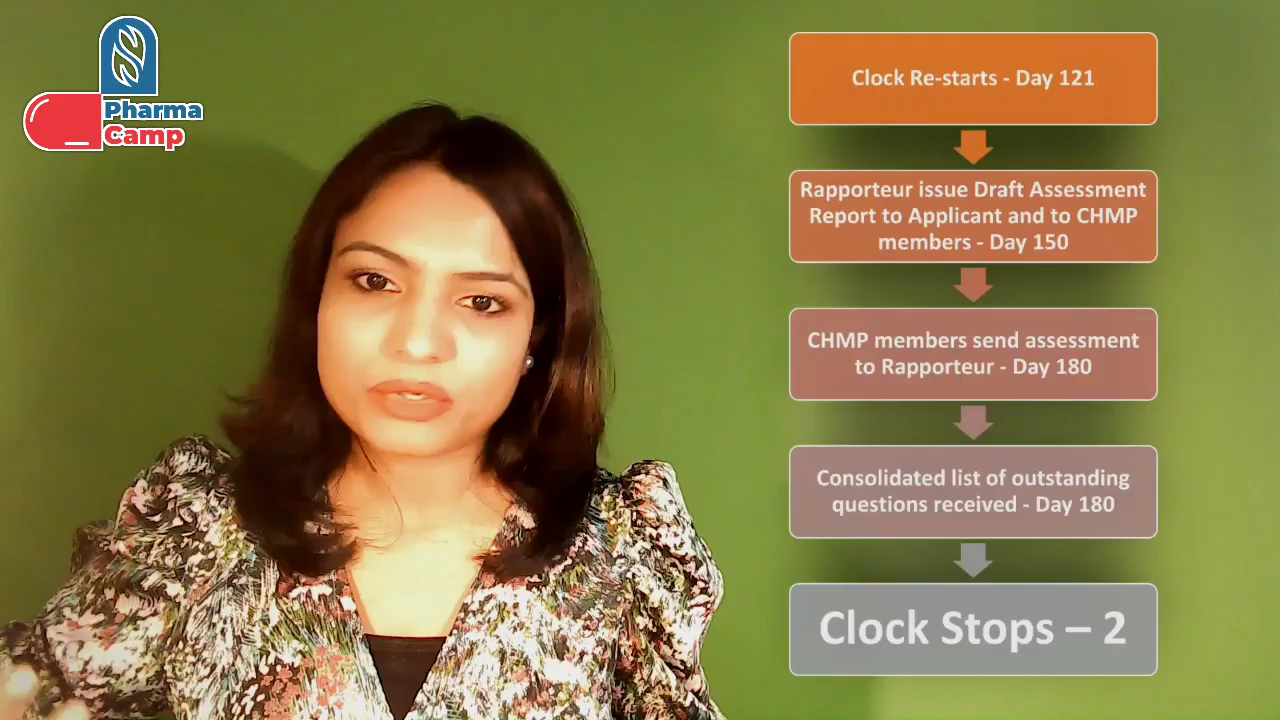 Pharma
Camp
Clock Re-starts - Day 121
Rapporteur issue Draft Assessment
Report to Applicant and to CHMP
members - Day 150
CHMP members send assessment
to Rapporteur - Day 180
Consolidated list of outstanding
questions received - Day 180
Clock Stops – 2